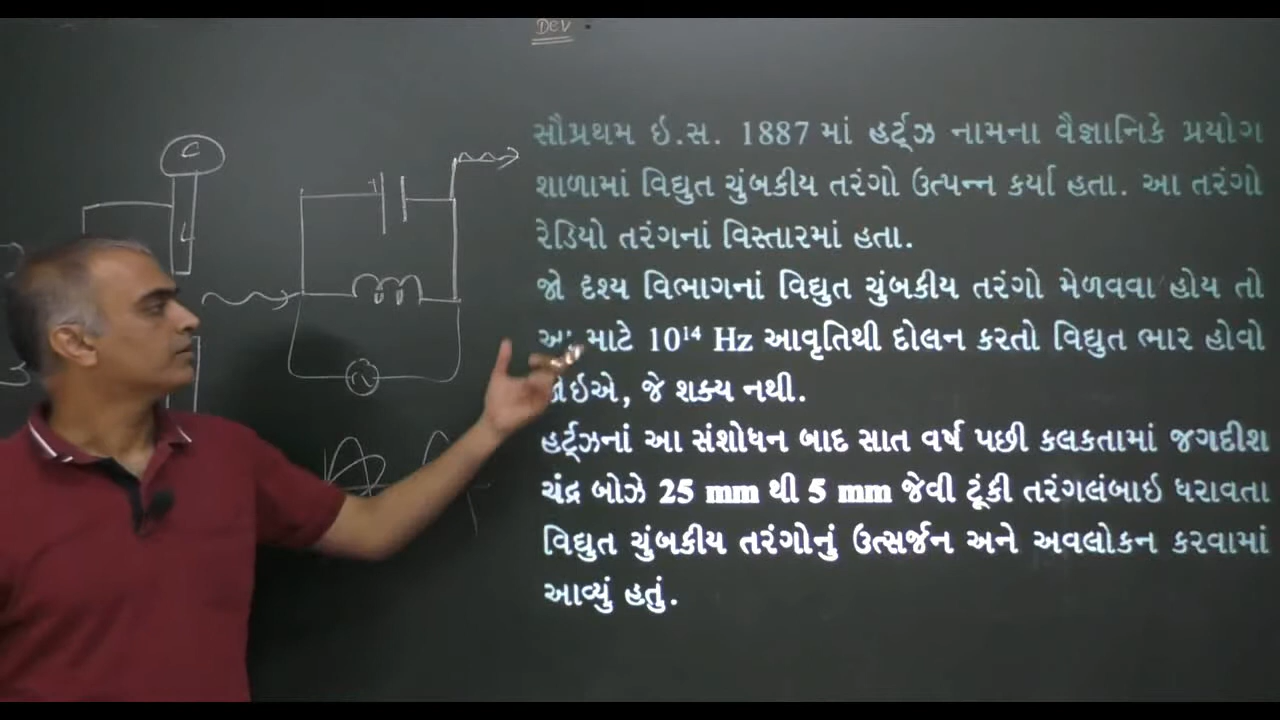 DEV
C
L
સૌપ્રથમ ઇ.સ. 1887 માં હર્ટ્ઝ નામના વૈજ્ઞાનિકે પ્રયોગ
શાળામાં વિદ્યુત ચુંબકીય તરંગો ઉત્પન્ન કર્યા હતા. આ તરંગો
રેડિયો તરંગનાં વિસ્તારમાં હતા.
જો દૃશ્ય વિભાગનાં વિદ્યુત ચુંબકીય તરંગો મેળવવા હોય તો
માટે 10¹⁴ Hz આવૃતિથી દોલન કરતો વિદ્યુત ભાર હોવો
જોઇએ, જે શક્ય નથી.
હર્ટ્ઝનાં આ સંશોધન બાદ સાત વર્ષ પછી કલકતામાં જગદીશ
ચંદ્ર બોઝે 25 mm થી 5 mm જેવી ટૂંકી તરંગલંબાઇ ધરાવતા
વિદ્યુત ચુંબકીય તરંગોનું ઉત્સર્જન અને અવલોકન કરવામાં
આવ્યું હતું.